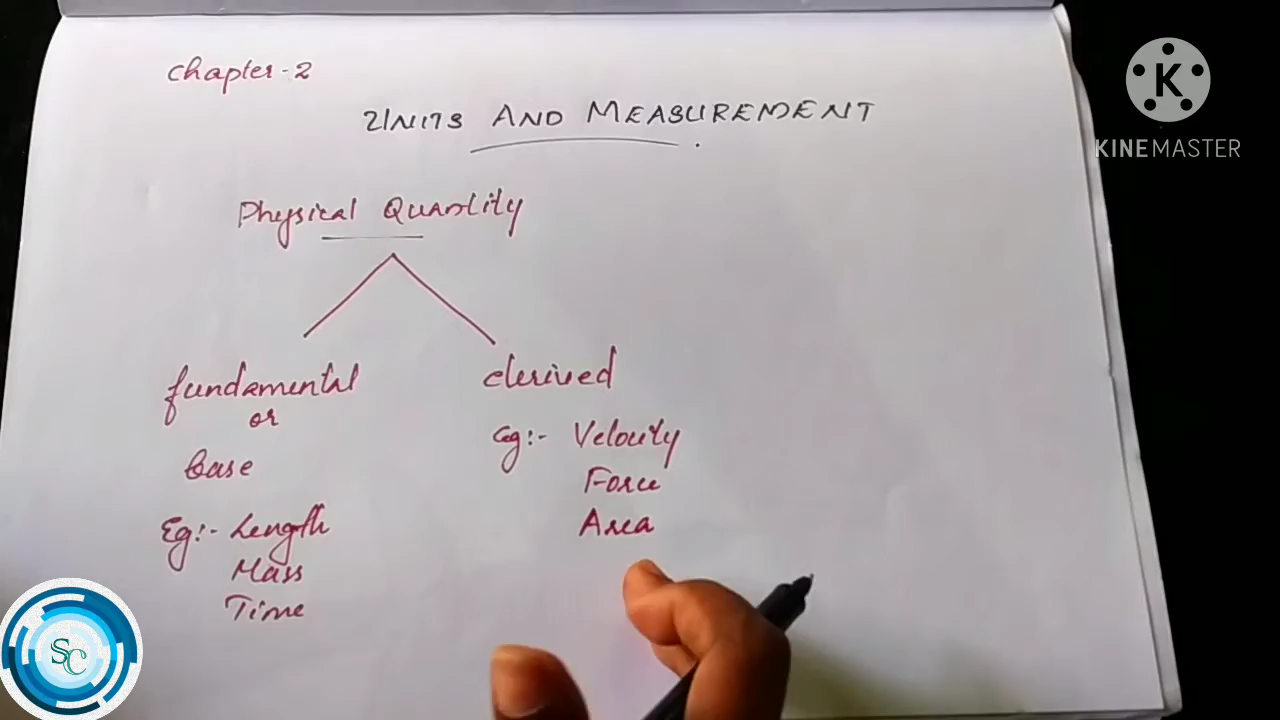 Chapter-2
UNITS AND MEASUREMENT
Physical Quantity
fundamental
or
base
Eg:- Length
Mass
Time
derived
eg:- Velocity
Force
Area
K
KINEMASTER
SC